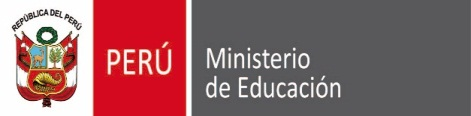 REPÚBLICA DEL PERÚ
PERÚ
Ministerio
de Educación